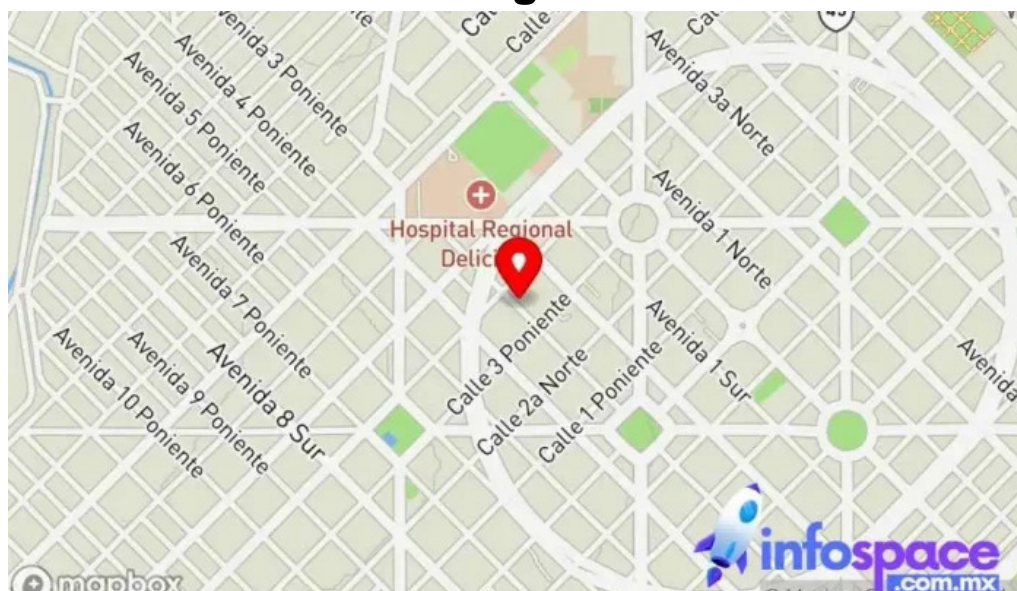 Avenida 3 Poniente
Avenida 4 Poniente
Avenida 5 Poniente
Avenida 6 Poniente
Avenida 7 Poniente
Avenida 8 Sur
Avenida 9 Poniente
Avenida 10 Poniente
Calle
45
Avenida 3a Norte
Avenida 1 Norte
Hospital Regional
Calle 3 Poniente
Calle 2a Norte
Calle 1 Poniente
Avenida 1 Sur
Avenida
mapbox
infospace
.com.mx